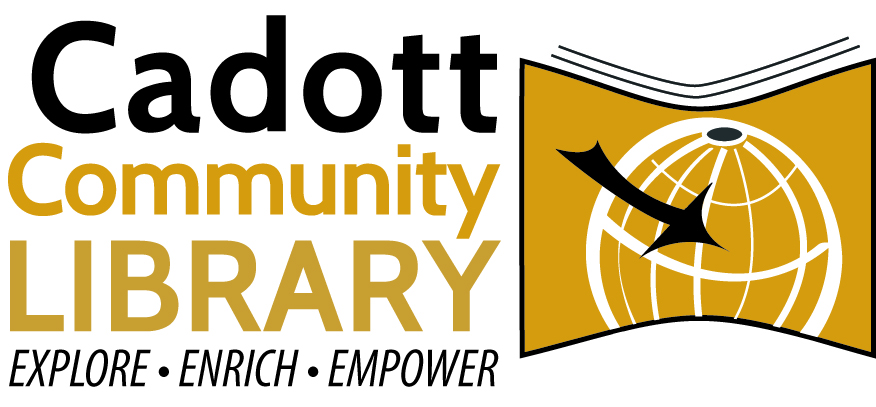 Cadott
Community
LIBRARY
EXPLORE • ENRICH • EMPOWER